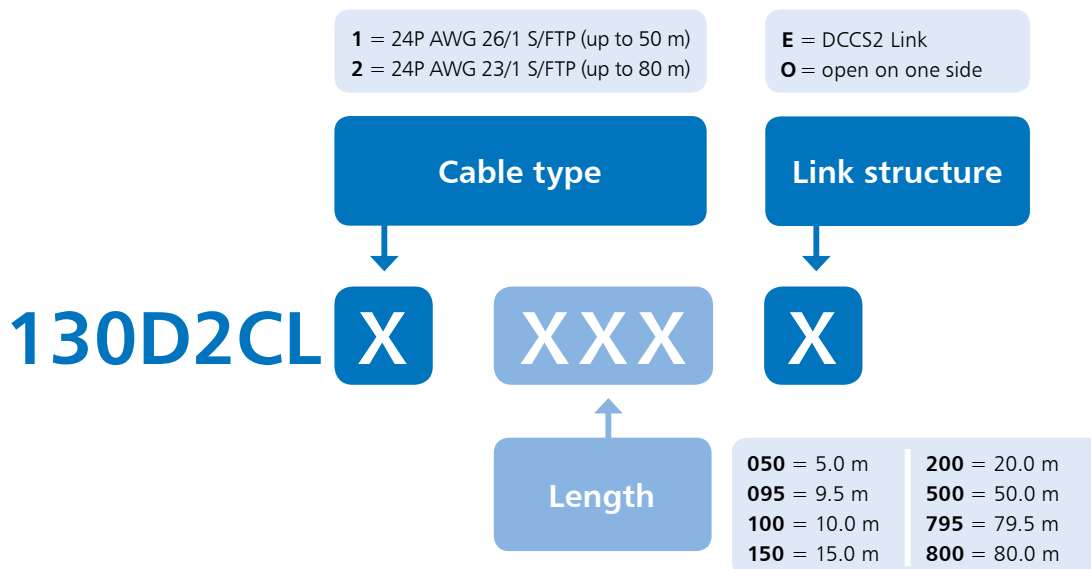 1 = 24P AWG 26/1 S/FTP (up to 50 m)
2 = 24P AWG 23/1 S/FTP (up to 80 m)
E = DCCS2 Link
O = open on one side
Cable type
Link structure
130D2CL X XXX X
Length
050 = 5.0 m
095 = 9.5 m
100 = 10.0 m
150 = 15.0 m
200 = 20.0 m
500 = 50.0 m
795 = 79.5 m
800 = 80.0 m